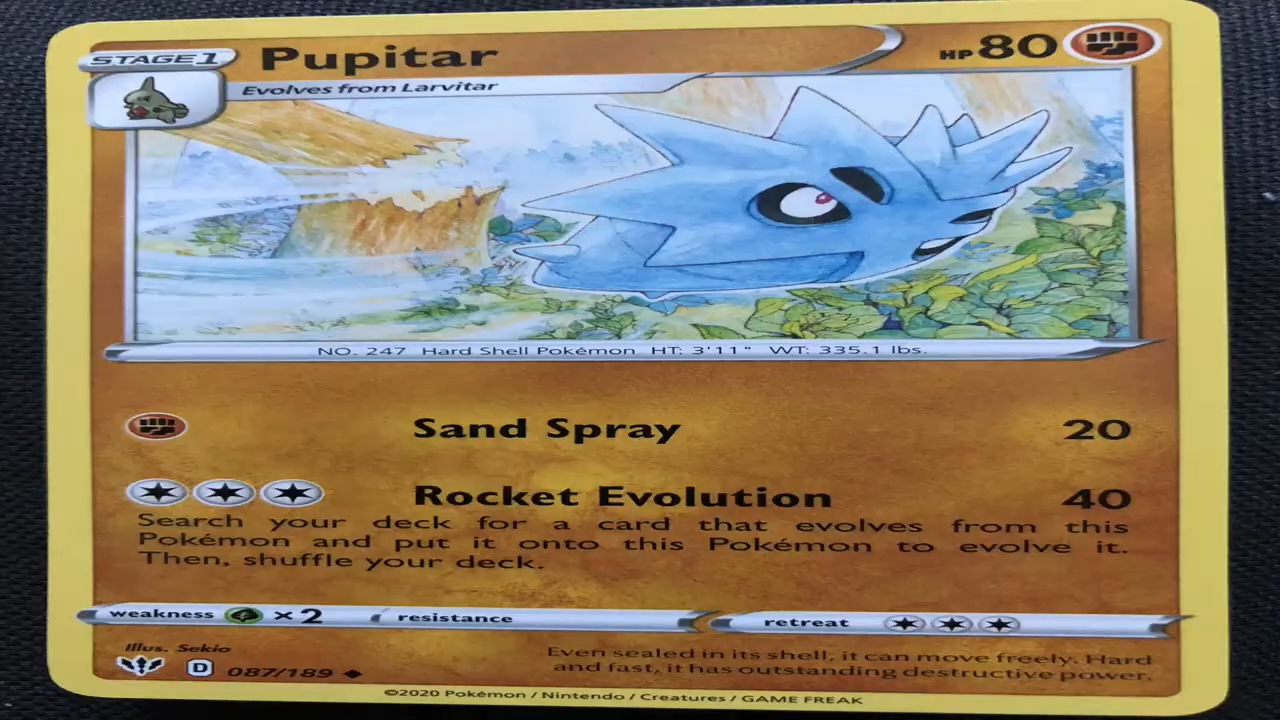 STAGE 1 Pupitar HP 80
Evolves from Larvitar
NO. 247 Hard Shell Pokémon HT: 3'11" WT: 335.1 lbs.
Sand Spray 20
Rocket Evolution 40
Search your deck for a card that evolves from this
Pokémon and put it onto this Pokémon to evolve it.
Then, shuffle your deck.
weakness ×2 resistance retreat
Illus. Sekio
D 087/189
Even sealed in its shell, it can move freely. Hard
and fast, it has outstanding destructive power.
©2020 Pokémon / Nintendo / Creatures / GAME FREAK